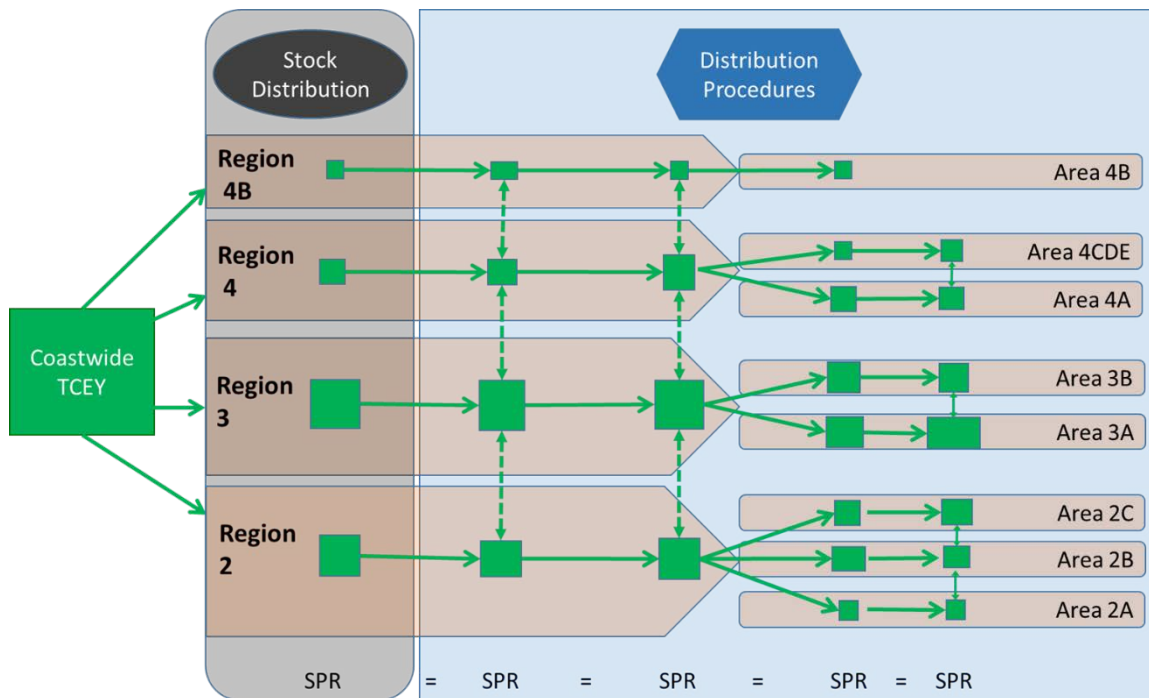 Stock
Distribution
Distribution
Procedures
Region
4B
Area 4B
Region
4
Area 4CDE
Area 4A
Coastwide
TCEY
Region
3
Area 3B
Area 3A
Region
2
Area 2C
Area 2B
Area 2A
SPR = SPR = SPR = SPR = SPR